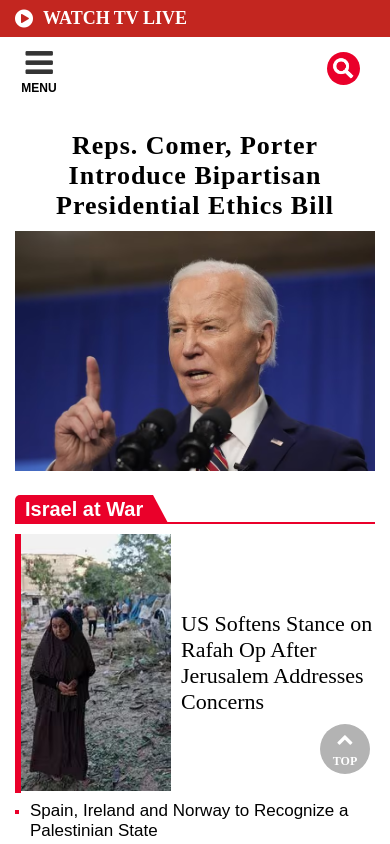 WATCH TV LIVE
MENU
Reps. Comer, Porter
Introduce Bipartisan
Presidential Ethics Bill
Israel at War
US Softens Stance on
Rafah Op After
Jerusalem Addresses
Concerns
TOP
Spain, Ireland and Norway to Recognize a
Palestinian State